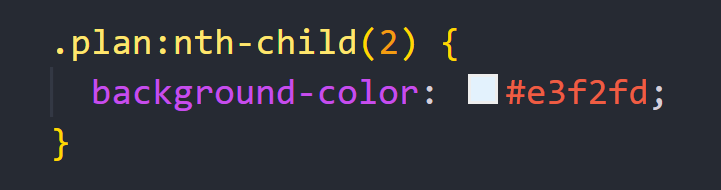 .plan:nth-child(2) {
  background-color: #e3f2fd;
}